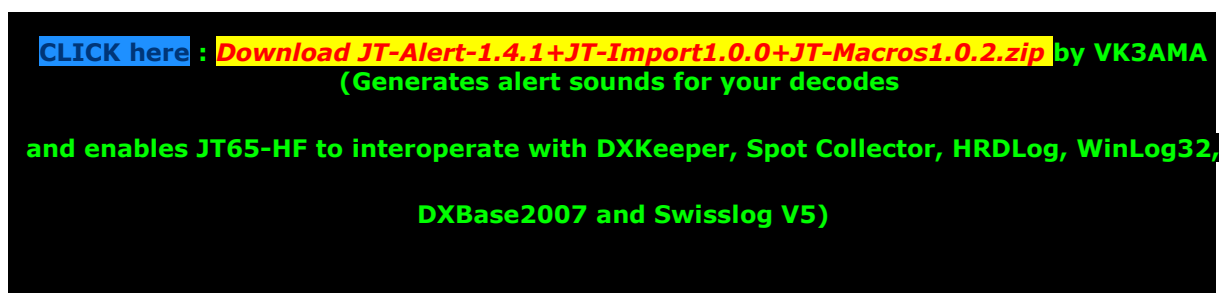 CLICK here : Download JT-Alert-1.4.1+JT-Import1.0.0+JT-Macros1.0.2.zip by VK3AMA
(Generates alert sounds for your decodes
and enables JT65-HF to interoperate with DXKeeper, Spot Collector, HRDLog, WinLog32,
DXBase2007 and Swisslog V5)